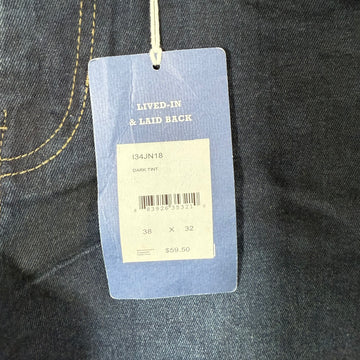 LIVED-IN
& LAID BACK
I34JN18
DARK TINT
38 X 32
$59.50